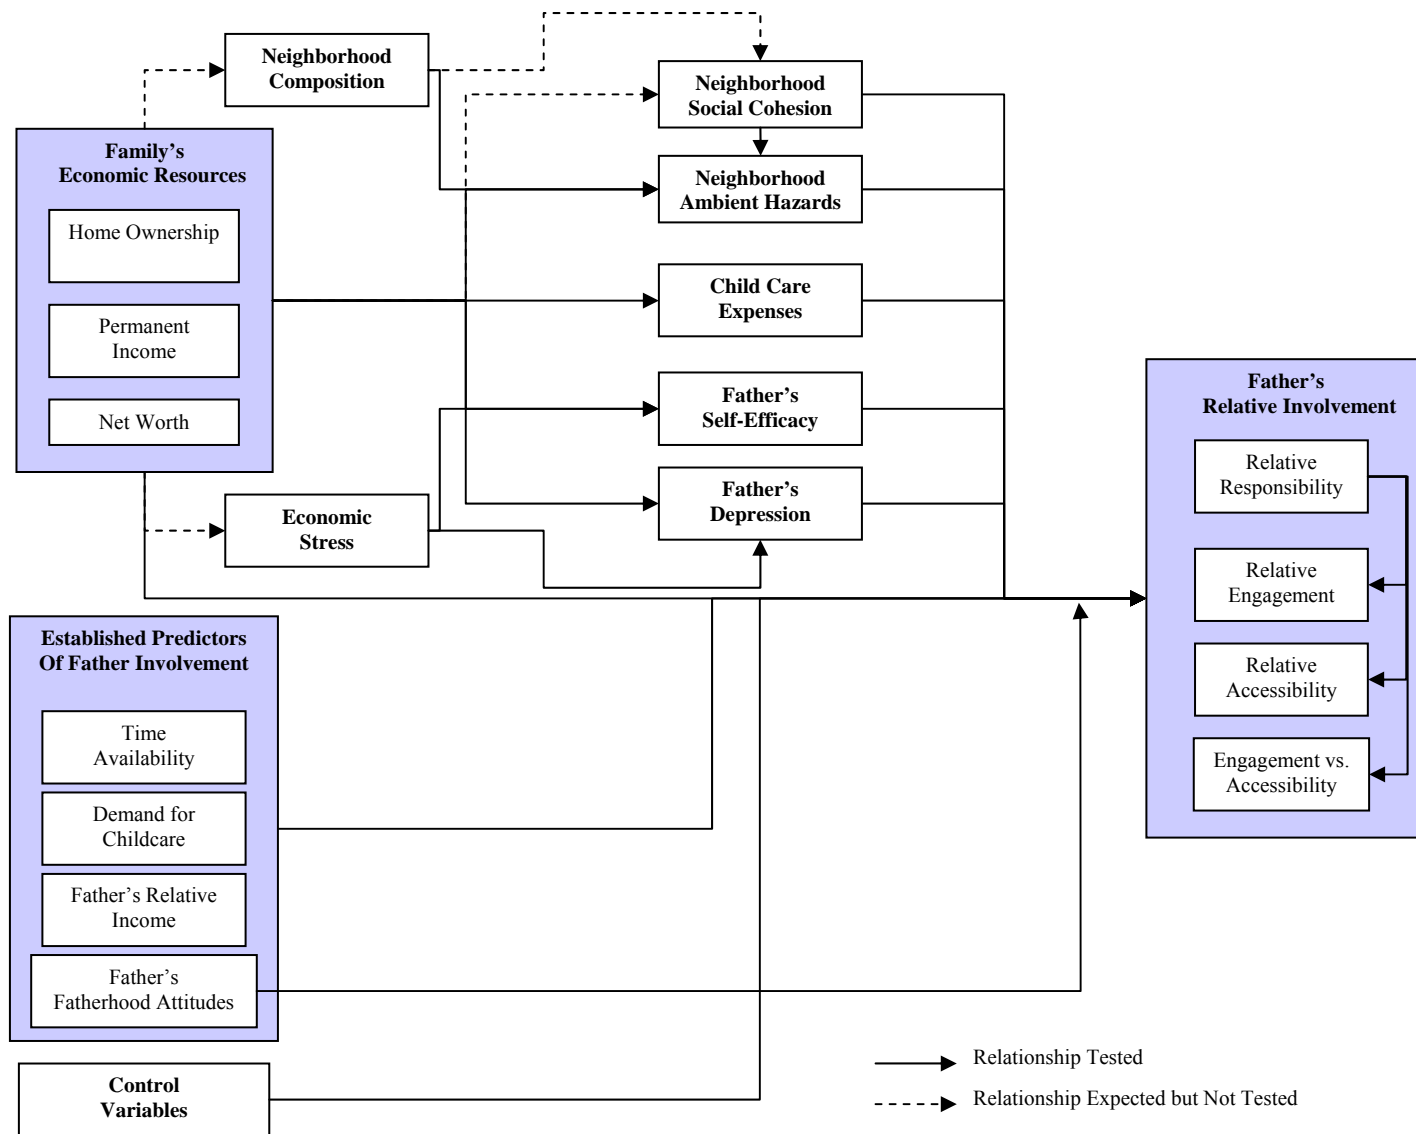 Neighborhood
Composition
Neighborhood
Social Cohesion
Family’s
Economic Resources
Home Ownership
Permanent
Income
Net Worth
Neighborhood
Ambient Hazards
Child Care
Expenses
Father’s
Self-Efficacy
Father’s
Depression
Economic
Stress
Father’s
Relative Involvement
Relative
Responsibility
Relative
Engagement
Relative
Accessibility
Engagement vs.
Accessibility
Established Predictors
Of Father Involvement
Time
Availability
Demand for
Childcare
Father’s Relative
Income
Father’s
Fatherhood Attitudes
Control
Variables
Relationship Tested
Relationship Expected but Not Tested